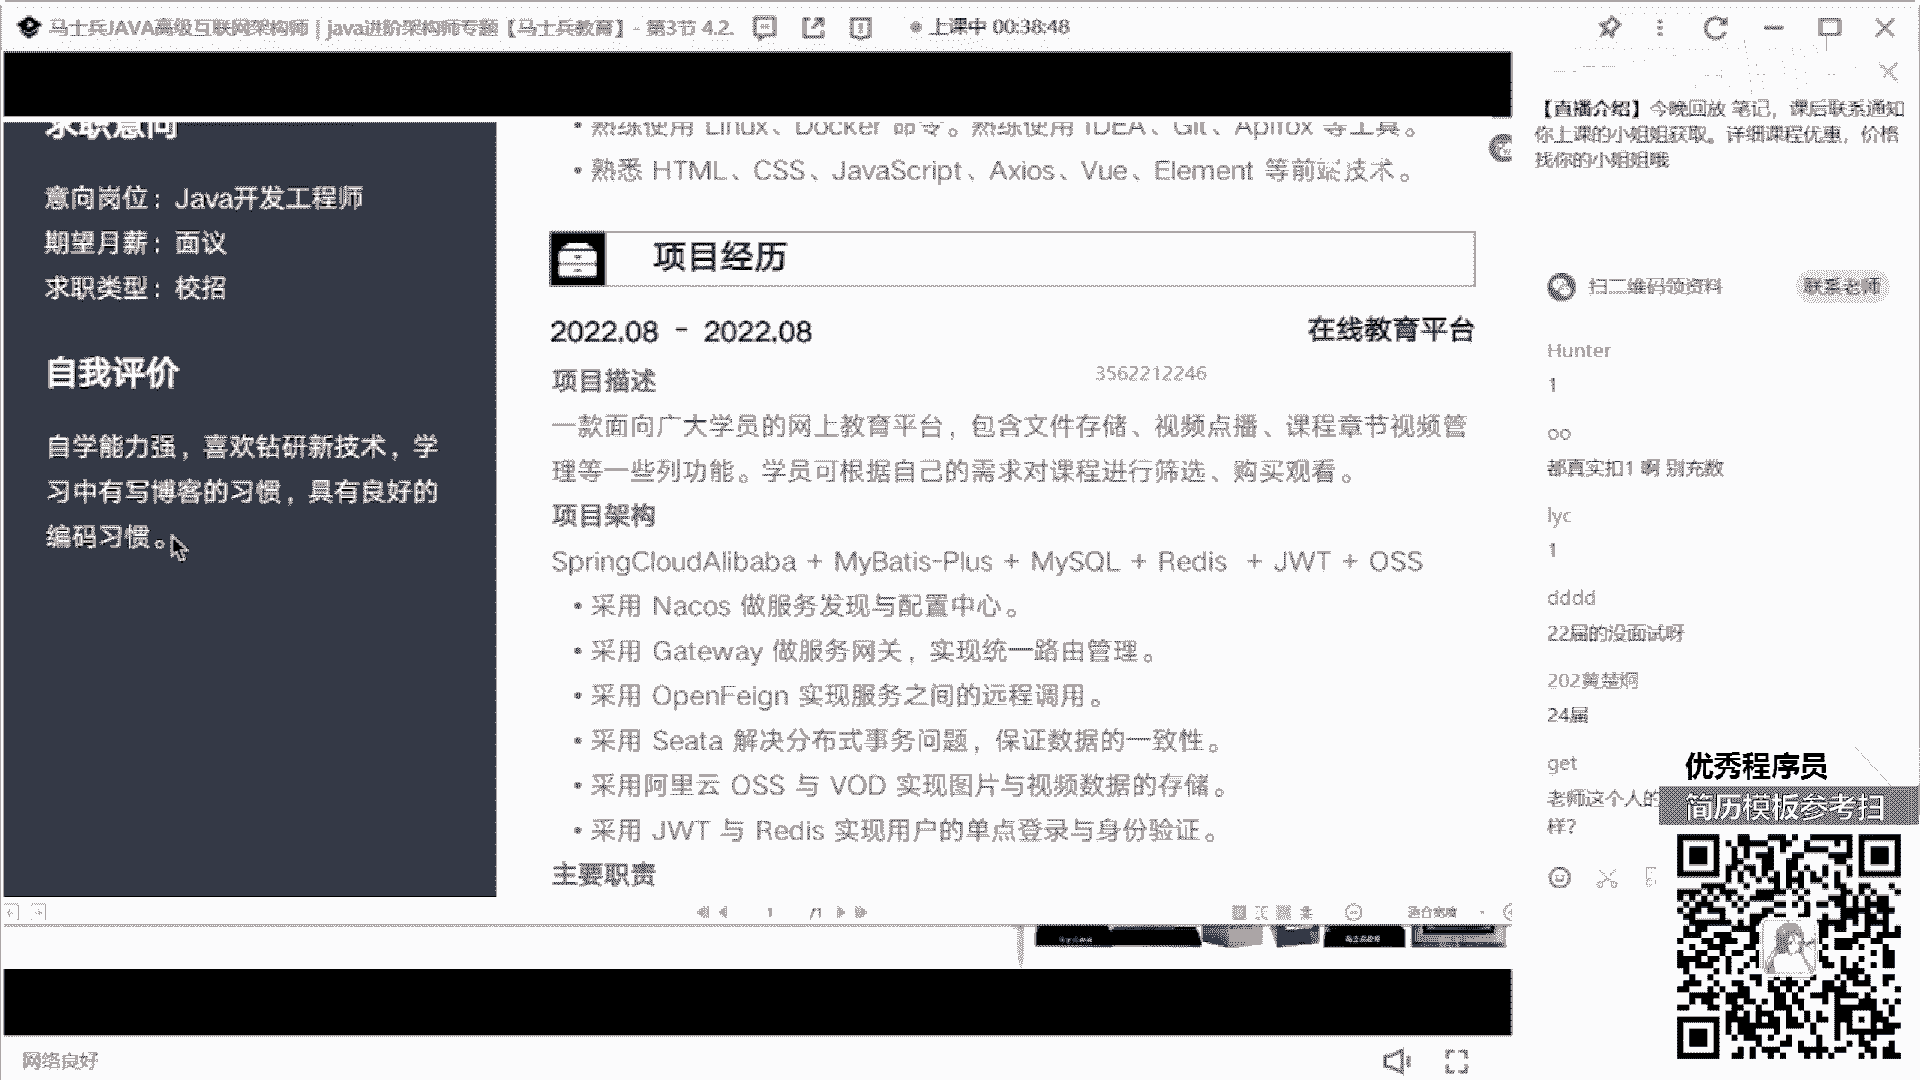 马士兵JAVA高级互联网架构师｜java进阶架构师专题【马士兵教育】- 第3节 4.2.
上课中 00:38:48
求职意向
意向岗位：Java开发工程师
期望月薪：面议
求职类型：校招
自我评价
自学能力强，喜欢钻研新技术，学
习中有写博客的习惯，具有良好的
编码习惯。
• 熟练使用 Linux、Docker 命令。熟练使用 IDEA、Git、Apifox 等工具。
• 熟悉 HTML、CSS、JavaScript、Axios、Vue、Element 等前端技术。
项目经历
2022.08 - 2022.08
在线教育平台
项目描述
3562212246
一款面向广大学员的网上教育平台，包含文件存储、视频点播、课程章节视频管
理等一些列功能。学员可根据自己的需求对课程进行筛选、购买观看。
项目架构
SpringCloudAlibaba + MyBatis-Plus + MySQL + Redis + JWT + OSS
• 采用 Nacos 做服务发现与配置中心。
• 采用 Gateway 做服务网关，实现统一路由管理。
• 采用 OpenFeign 实现服务之间的远程调用。
• 采用 Seata 解决分布式事务问题，保证数据的一致性。
• 采用阿里云 OSS 与 VOD 实现图片与视频数据的存储。
• 采用 JWT 与 Redis 实现用户的单点登录与身份验证。
主要职责
1 /1
适合宽度
网络良好
【直播介绍】今晚回放 笔记，课后联系通知
你上课的小姐姐获取。详细课程优惠，价格
找你的小姐姐哦
扫二维码领资料
联系老师
Hunter
1
oo
都真实扣1 啊 别充数
lyc
1
dddd
22届的没面试呀
202黄楚炯
24届
get
老师这个人的
样？
优秀程序员
简历模板参考扫